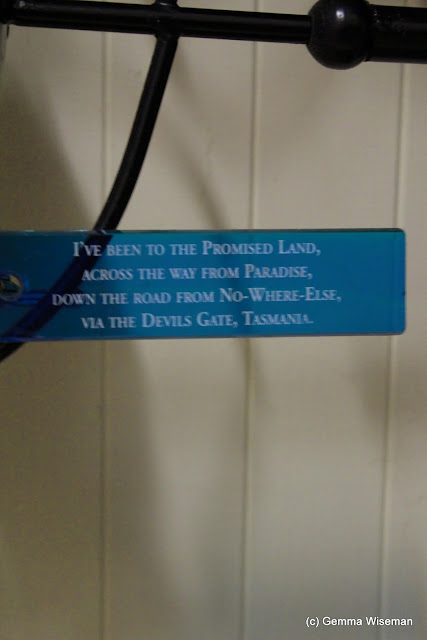 I've been to the Promised Land,
across the way from Paradise,
down the road from No-Where-Else,
via the Devils Gate, Tasmania.
(c) Gemma Wiseman